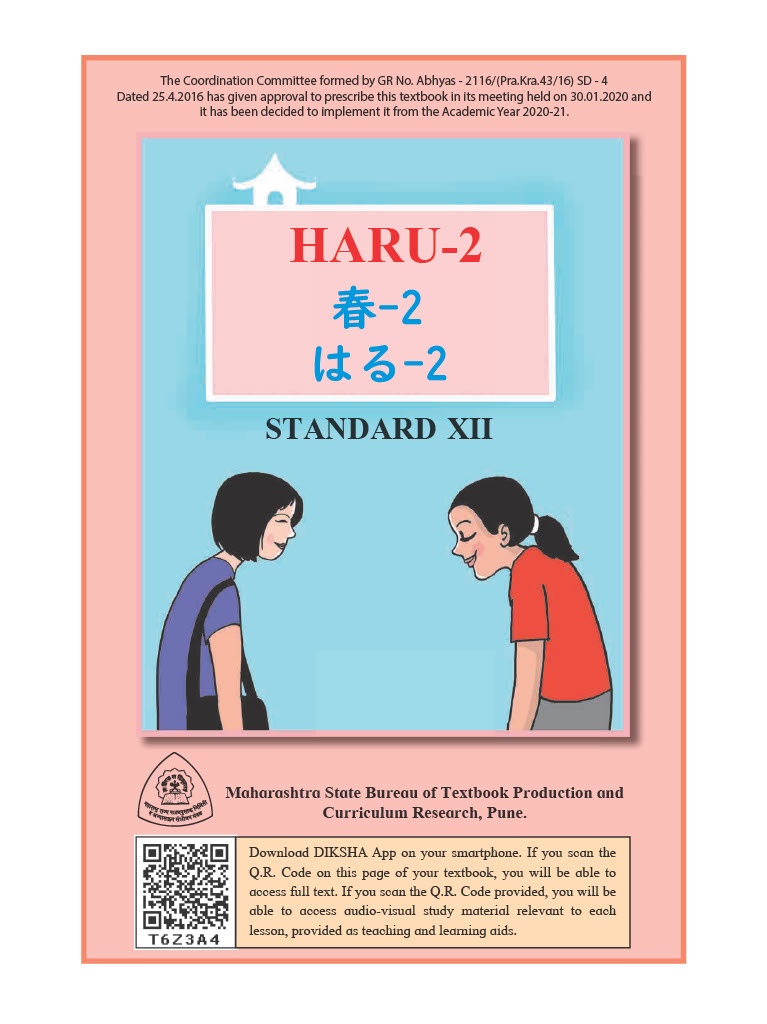 The Coordination Committee formed by GR No. Abhyas - 2116/(Pra.Kra.43/16) SD - 4
Dated 25.4.2016 has given approval to prescribe this textbook in its meeting held on 30.01.2020 and
it has been decided to implement it from the Academic Year 2020-21.
HARU-2
春-2
はる-2
STANDARD XII
Maharashtra State Bureau of Textbook Production and
Curriculum Research, Pune.
Download DIKSHA App on your smartphone. If you scan the
Q.R. Code on this page of your textbook, you will be able to
access full text. If you scan the Q.R. Code provided, you will be
able to access audio-visual study material relevant to each
lesson, provided as teaching and learning aids.
T6Z3A4